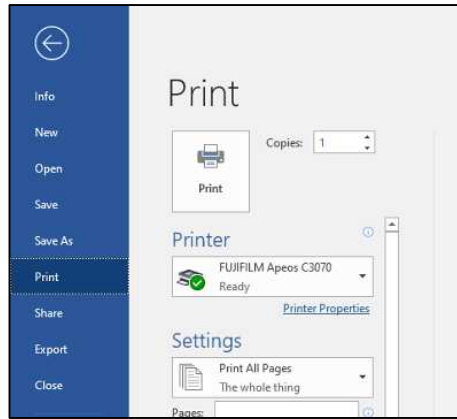 Info
New
Open
Save
Save As
Print
Share
Export
Close
Print
Copies: 1
Print
Printer
FUJIFILM Apeos C3070
Ready
Printer Properties
Settings
Print All Pages
The whole thing
Pages: